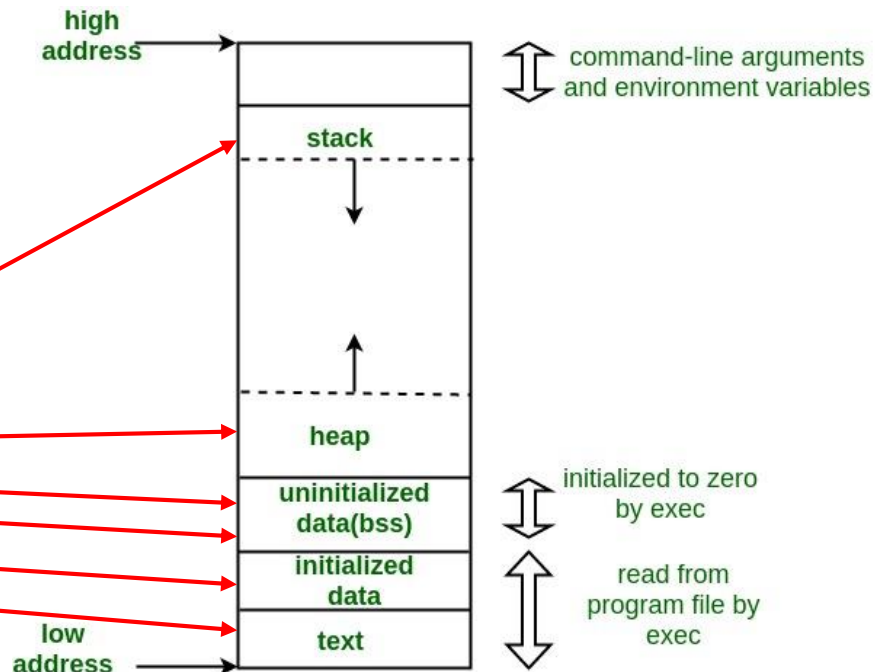 high
address
command-line arguments
and environment variables
stack
heap
uninitialized
data(bss)
initialized to zero
by exec
initialized
data
read from
program file by
exec
text
low
address